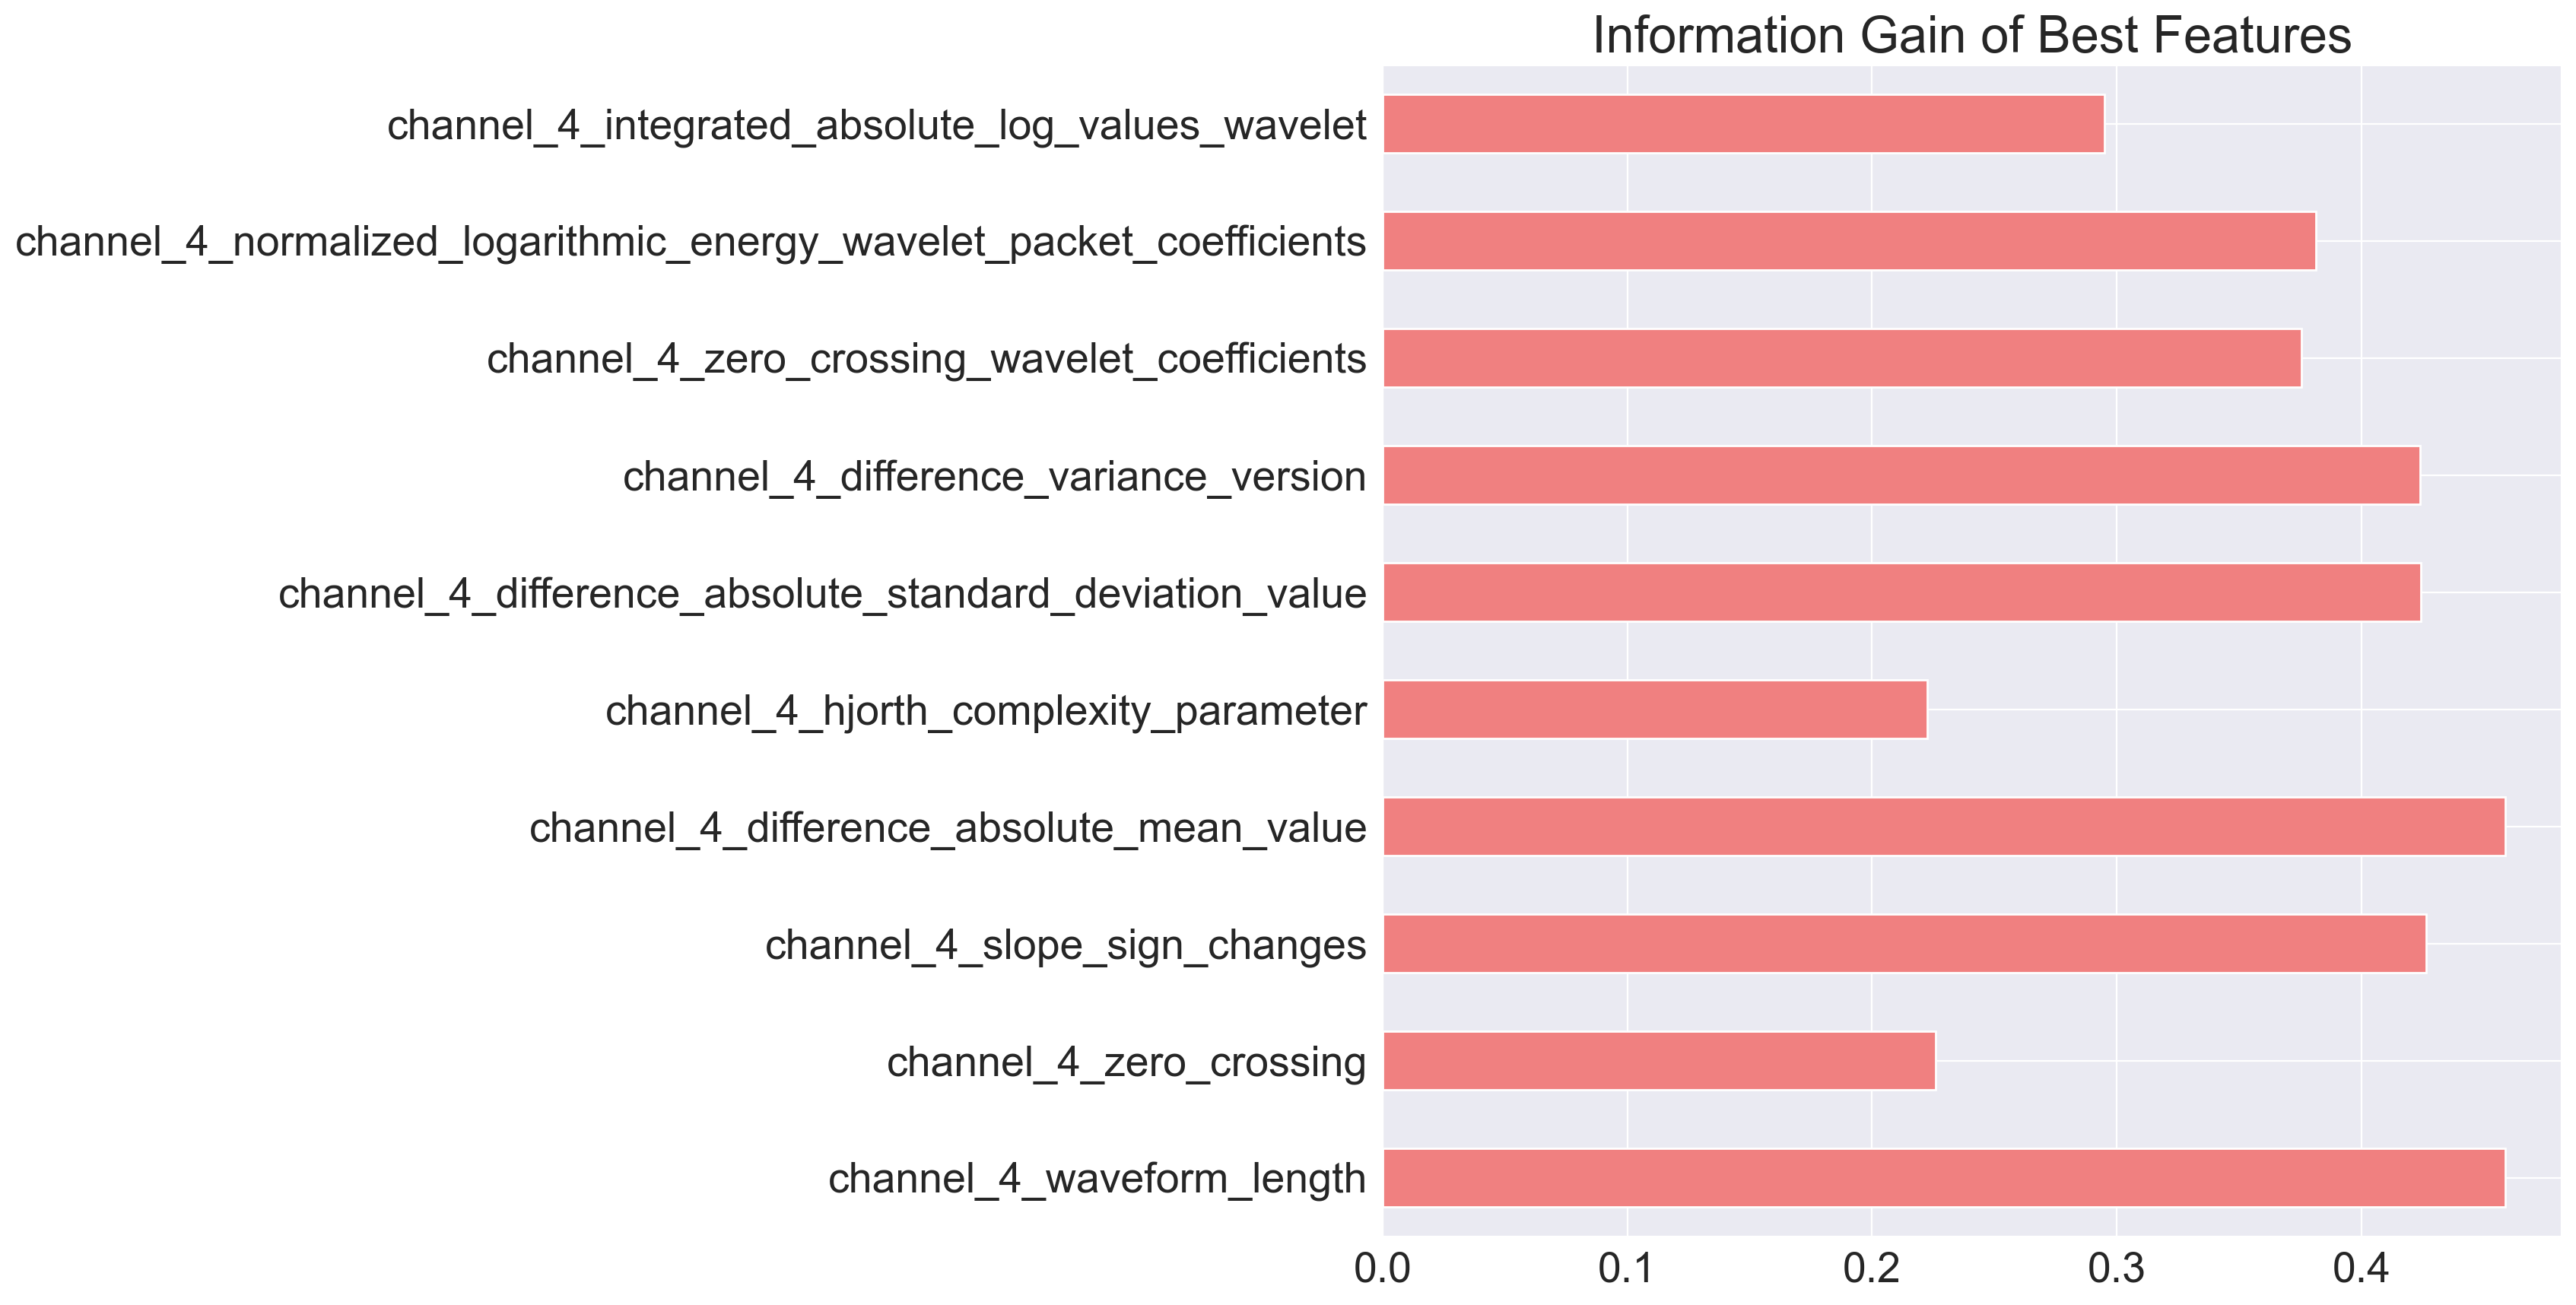 Information Gain of Best Features
channel_4_integrated_absolute_log_values_wavelet
channel_4_normalized_logarithmic_energy_wavelet_packet_coefficients
channel_4_zero_crossing_wavelet_coefficients
channel_4_difference_variance_version
channel_4_difference_absolute_standard_deviation_value
channel_4_hjorth_complexity_parameter
channel_4_difference_absolute_mean_value
channel_4_slope_sign_changes
channel_4_zero_crossing
channel_4_waveform_length
0.0 0.1 0.2 0.3 0.4